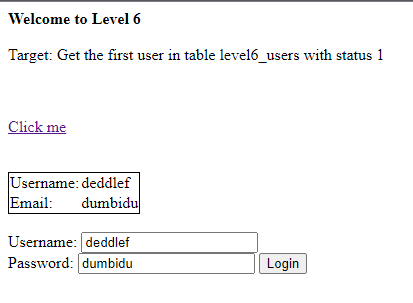 Welcome to Level 6
Target: Get the first user in table level6_users with status 1
Click me
Username: deddlef
Email: dumbidu
Username: deddlef
Password: dumbidu Login